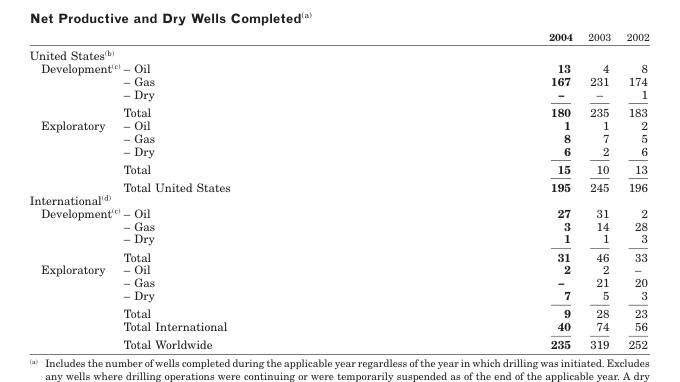 Net Productive and Dry Wells Completed(a)
2004 2003 2002
United States(b)
Development(c) – Oil 13 4 8
– Gas 167 231 174
– Dry – – 1
Total 180 235 183
Exploratory – Oil 1 1 2
– Gas 8 7 5
– Dry 6 2 6
Total 15 10 13
Total United States 195 245 196
International(d)
Development(c) – Oil 27 31 2
– Gas 3 14 28
– Dry 1 1 3
Total 31 46 33
Exploratory – Oil 2 2 –
– Gas – 21 20
– Dry 7 5 3
Total 9 28 23
Total International 40 74 56
Total Worldwide 235 319 252
(a) Includes the number of wells completed during the applicable year regardless of the year in which drilling was initiated. Excludes
any wells where drilling operations were continuing or were temporarily suspended as of the end of the applicable year. A dry